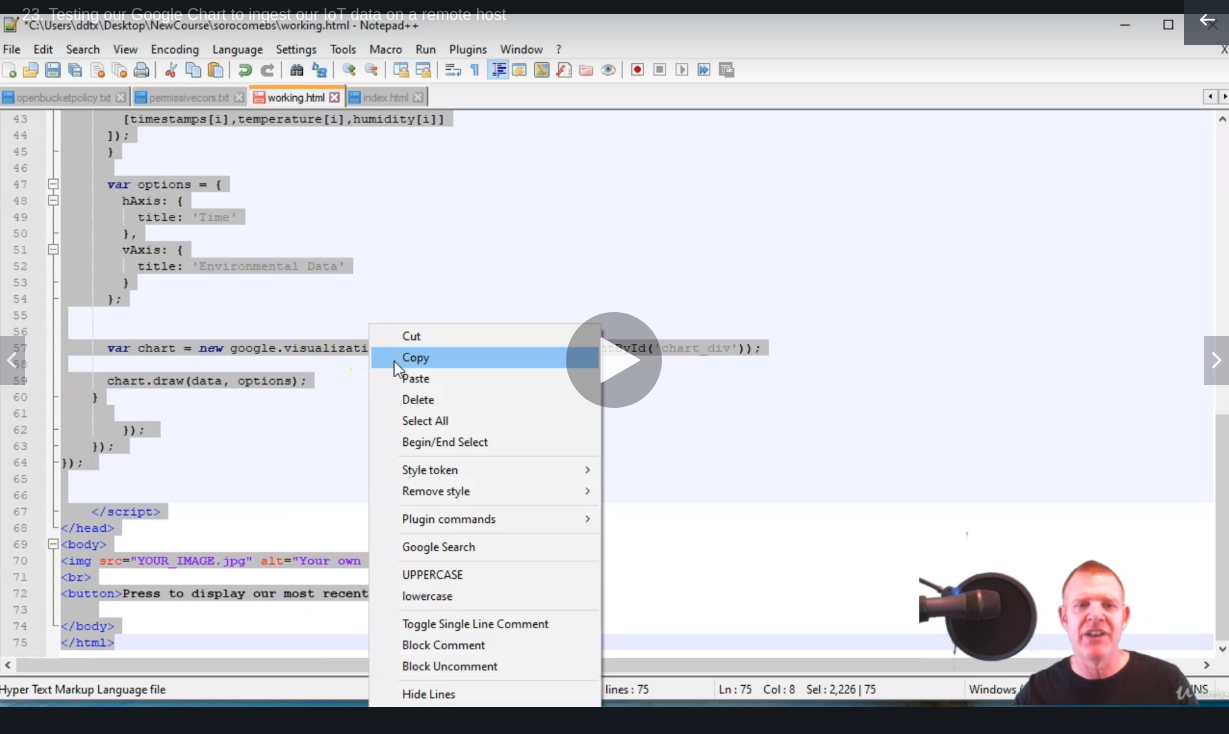 23. Testing our Google Chart to ingest our IoT data on a remote host
*C:\Users\ddtx\Desktop\NewCourse\sorocomebs\working.html - Notepad++
File Edit Search View Encoding Language Settings Tools Macro Run Plugins Window ? X
openbucketpolicy.txt permissivecors.txt working.html index.html
43 [timestamps[i],temperature[i],humidity[i]]
44 ]);
45 }
46
47 var options = {
48 hAxis: {
49 title: 'Time'
50 },
51 vAxis: {
52 title: 'Environmental Data'
53 }
54 };
55
56
57 var chart = new google.visualizati ntById('chart_div'));
58
59 chart.draw(data, options);
60 }
61
62 });
63 });
64 });
65
66
67 </script>
68 </head>
69 <body>
70 <img src="YOUR_IMAGE.jpg" alt="Your own
71 <br>
72 <button>Press to display our most recent
73
74 </body>
75 </html>
Cut
Copy
Paste
Delete
Select All
Begin/End Select
Style token
Remove style
Plugin commands
Google Search
UPPERCASE
lowercase
Toggle Single Line Comment
Block Comment
Block Uncomment
Hide Lines
Hyper Text Markup Language file lines : 75 Ln : 75 Col : 8 Sel : 2,226 | 75 Windows NS